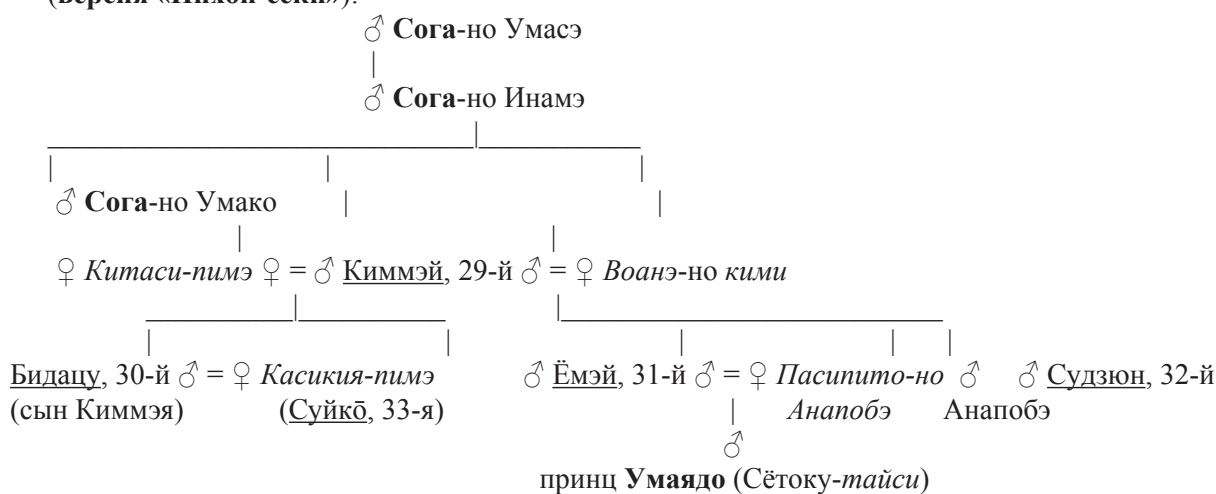 (версия «Нихон сёки»).
♂ Сога-но Умасэ
♂ Сога-но Инамэ
♂ Сога-но Умако
♀ Китаси-пимэ ♀ = ♂ Киммэй, 29-й ♂ = ♀ Воанэ-но кими
Бидацу, 30-й ♂ = ♀ Касикия-пимэ ♂ Ёмэй, 31-й ♂ = ♀ Пасипито-но ♂ ♂ Судзюн, 32-й
(сын Киммэя) (Суйкō, 33-я) Анапобэ Анапобэ
♂
принц Умаядо (Сётоку-тайси)